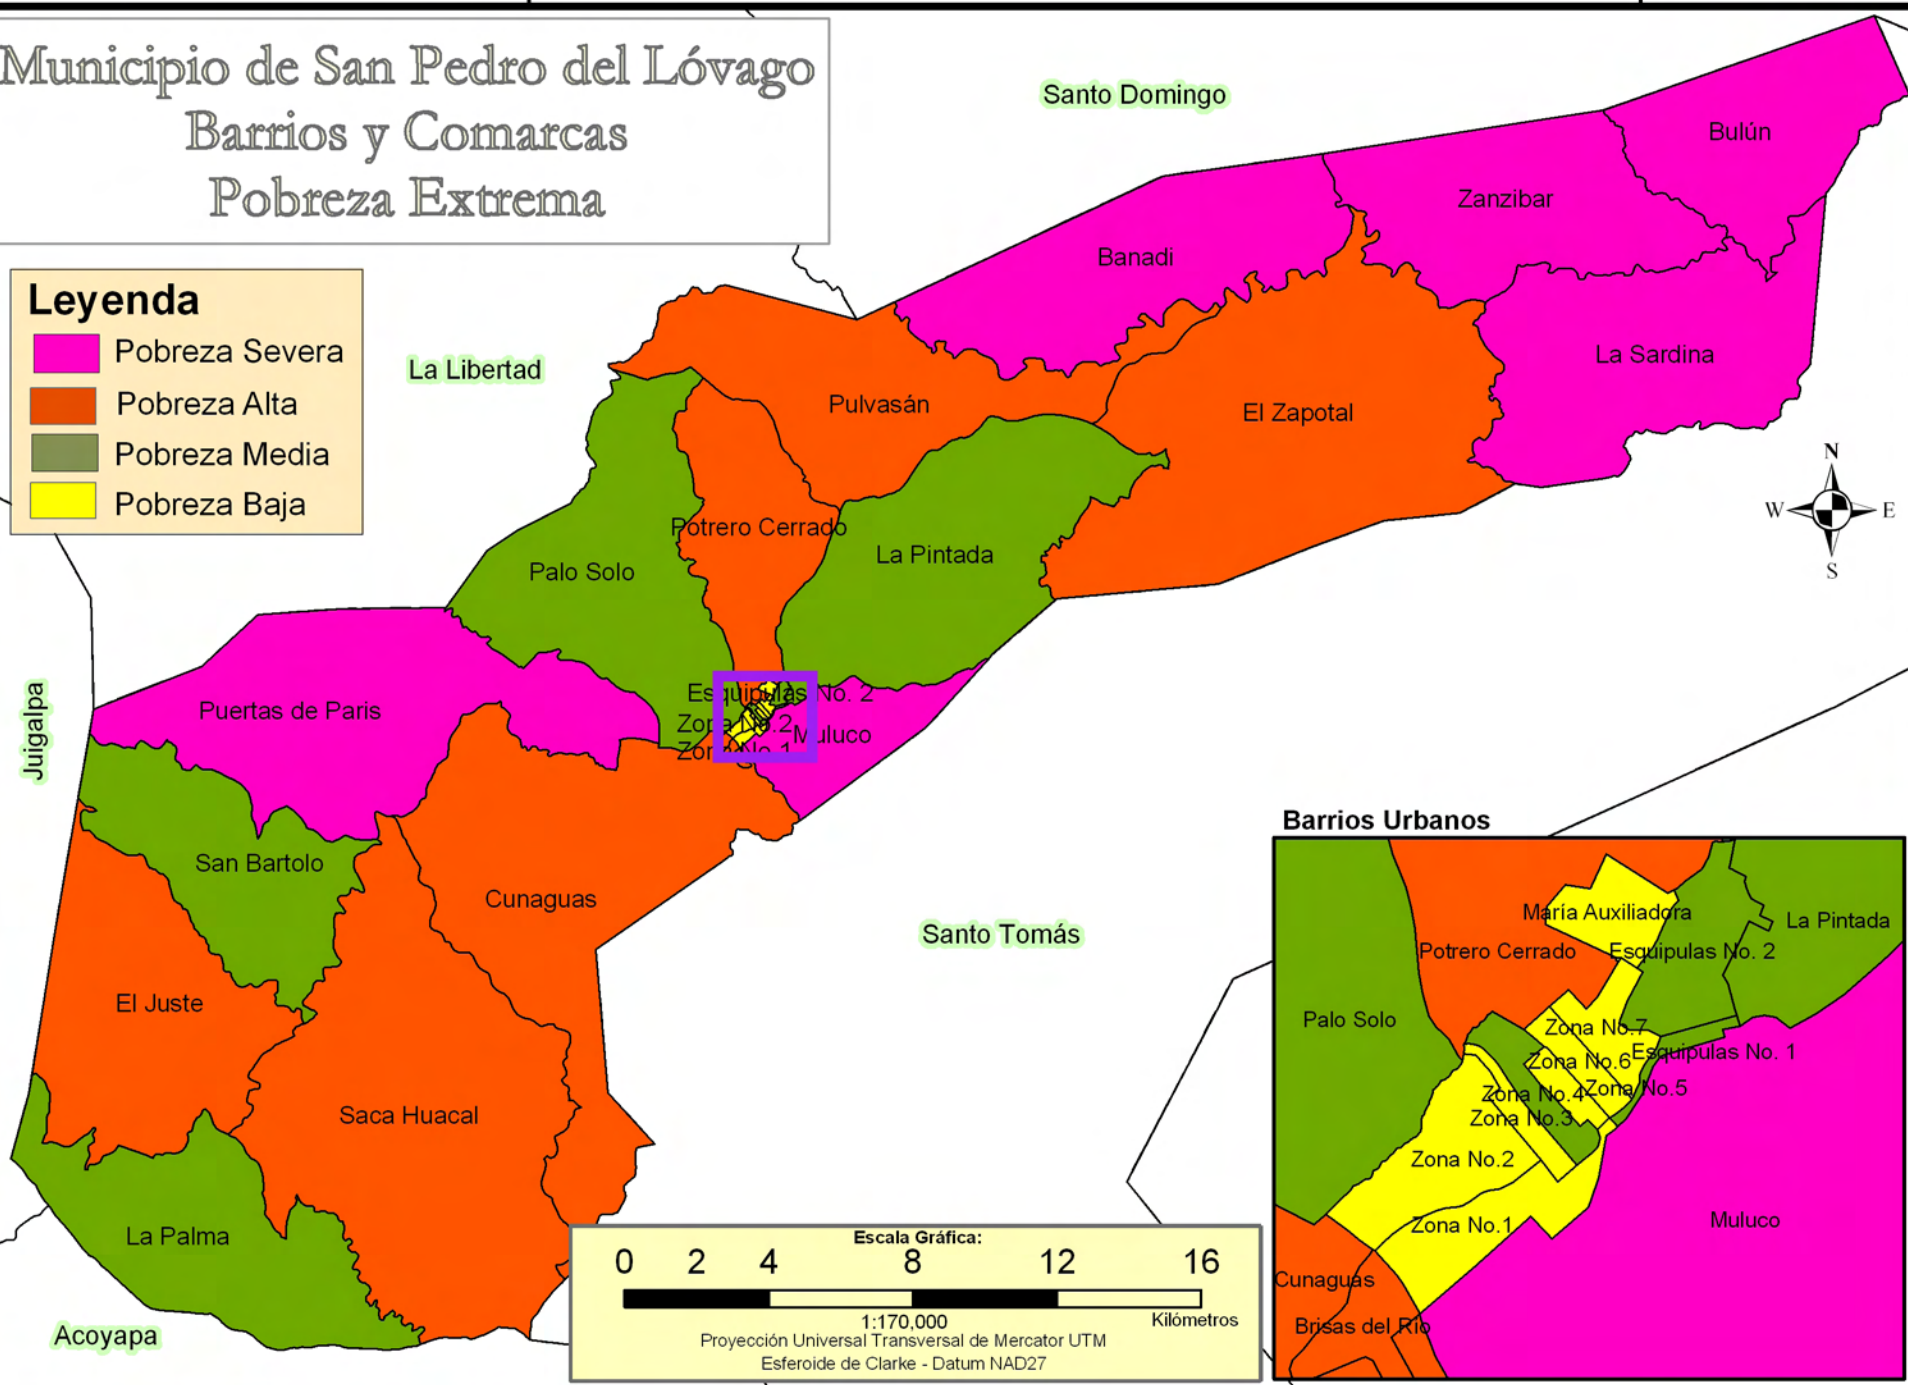 Municipio de San Pedro del Lóvago
Barrios y Comarcas
Pobreza Extrema
Santo Domingo
Bulún
Zanzibar
Banadi
Leyenda
Pobreza Severa
Pobreza Alta
Pobreza Media
Pobreza Baja
La Libertad
La Sardina
Pulvasán
El Zapotal
N
W
E
S
Potrero Cerrado
La Pintada
Palo Solo
Esquipulas No. 2
Zona No.2
Zona No.1
Muluco
Puertas de Paris
Juigalpa
San Bartolo
Cunaguas
Santo Tomás
El Juste
Saca Huacal
La Palma
Acoyapa
Barrios Urbanos
María Auxiliadora
La Pintada
Potrero Cerrado
Esquipulas No. 2
Palo Solo
Zona No.7
Esquipulas No. 1
Zona No.6
Zona No.5
Zona No.4
Zona No.3
Zona No.2
Zona No.1
Muluco
Cunaguas
Brisas del Río
Escala Gráfica:
0 2 4 8 12 16
1:170,000
Kilómetros
Proyección Universal Transversal de Mercator UTM
Esferoide de Clarke - Datum NAD27